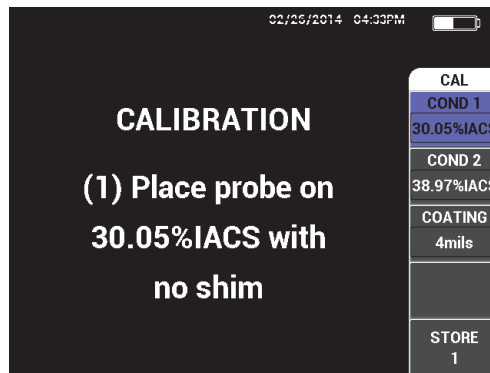 02/26/2014 04:33PM
CALIBRATION
(1) Place probe on
30.05%IACS with
no shim
CAL
COND 1
30.05%IACS
COND 2
38.97%IACS
COATING
4mils
STORE
1